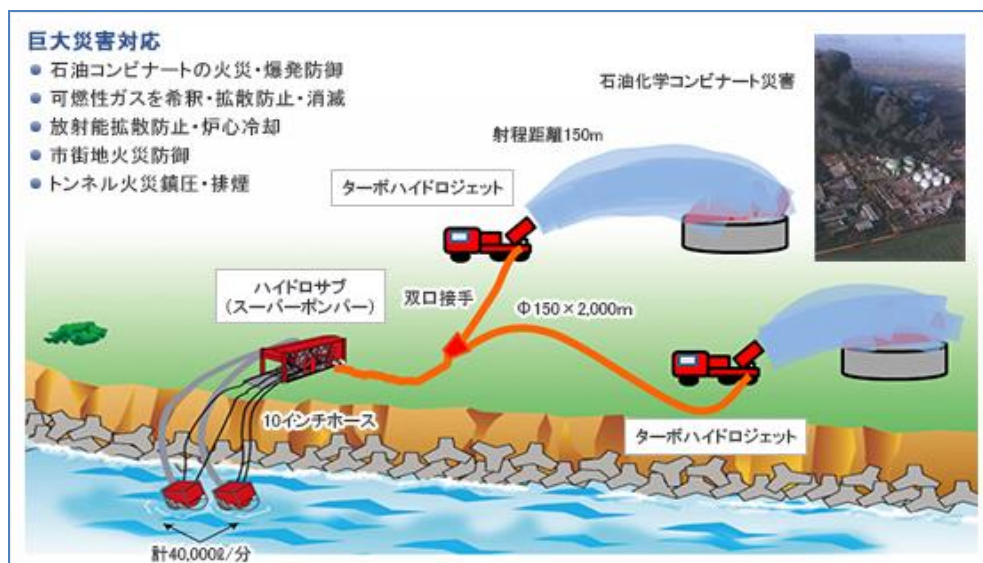 巨大災害対応
● 石油コンビナートの火災・爆発防御
● 可燃性ガスを希釈・拡散防止・消滅
● 放射能拡散防止・炉心冷却
● 市街地火災防御
● トンネル火災鎮圧・排煙
石油化学コンビナート災害
射程距離150m
ターボハイドロジェット
ハイドロサブ
(スーパーポンパー)
双口接手
Φ150×2,000m
10インチホース
ターボハイドロジェット
計40,000ℓ/分